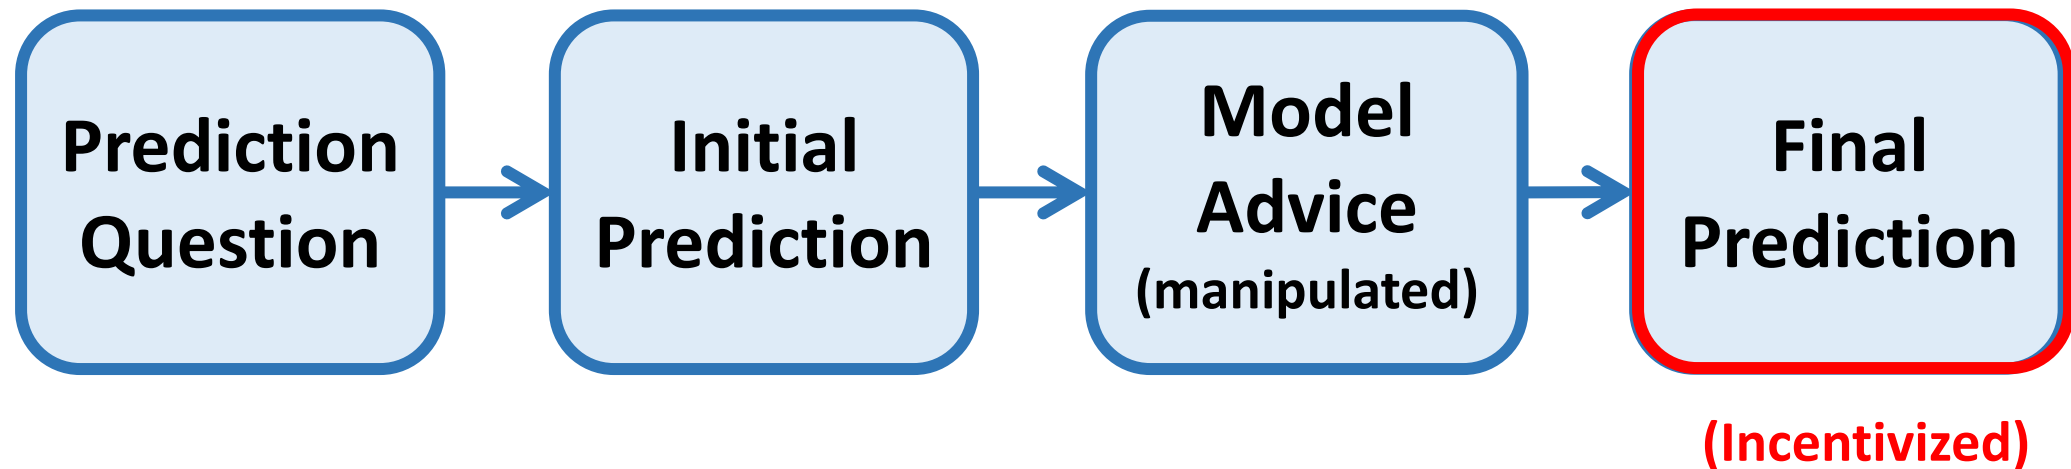 Prediction
Question
Initial
Prediction
Model
Advice
(manipulated)
Final
Prediction
(Incentivized)